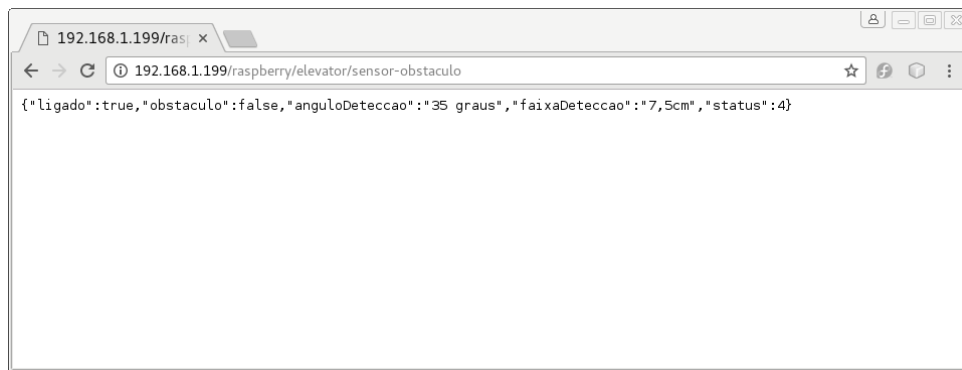 192.168.1.199/ras
192.168.1.199/raspberry/elevator/sensor-obstaculo
{"ligado":true,"obstaculo":false,"anguloDeteccao":"35 graus","faixaDeteccao":"7,5cm","status":4}